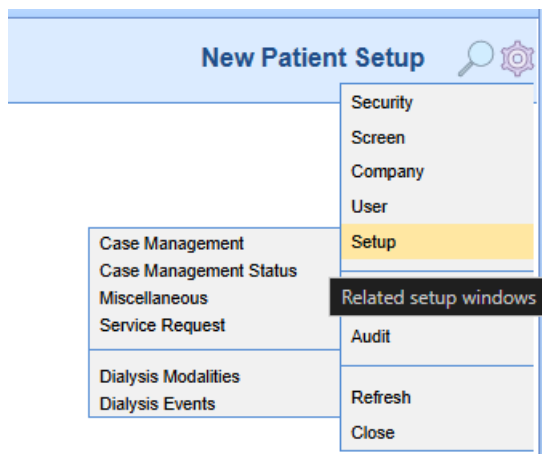 New Patient Setup
Security
Screen
Company
User
Setup
Related setup windows
Audit
Refresh
Close
Case Management
Case Management Status
Miscellaneous
Service Request
Dialysis Modalities
Dialysis Events